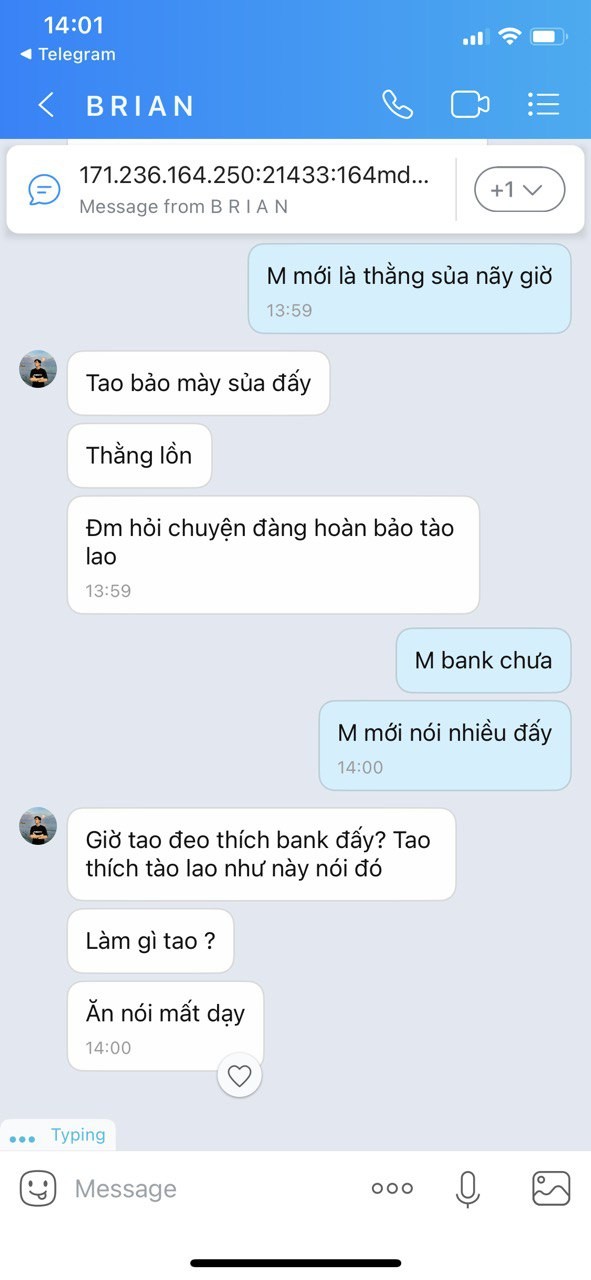 14:01
Telegram
B R I A N
171.236.164.250:21433:164md...
Message from B R I A N
+1
M mới là thằng sủa nãy giờ
13:59
Tao bảo mày sủa đấy
Thằng lồn
Đm hỏi chuyện đàng hoàn bảo tào
lao
13:59
M bank chưa
M mới nói nhiều đấy
14:00
Giờ tao đeo thích bank đấy? Tao
thích tào lao như này nói đó
Làm gì tao ?
Ăn nói mất dạy
14:00
Typing
Message